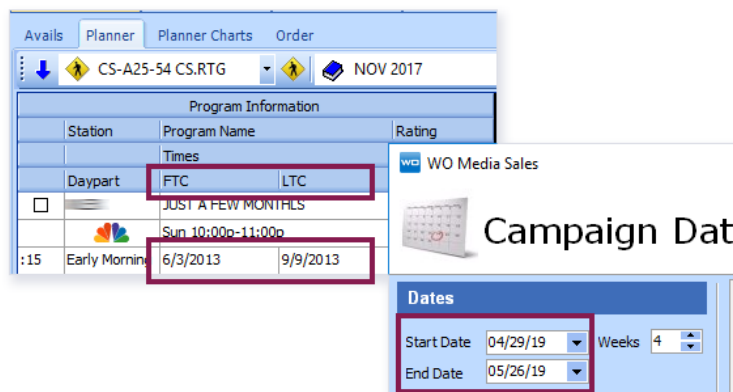 Avails Planner Planner Charts Order
CS-A25-54 CS.RTG NOV 2017
Program Information
Station Program Name Rating
Times
Daypart FTC LTC
JUST A FEW MONTHLS
Sun 10:00p-11:00p
:15 Early Morning 6/3/2013 9/9/2013
WO WO Media Sales
Campaign Dat
Dates
Start Date 04/29/19 Weeks 4
End Date 05/26/19